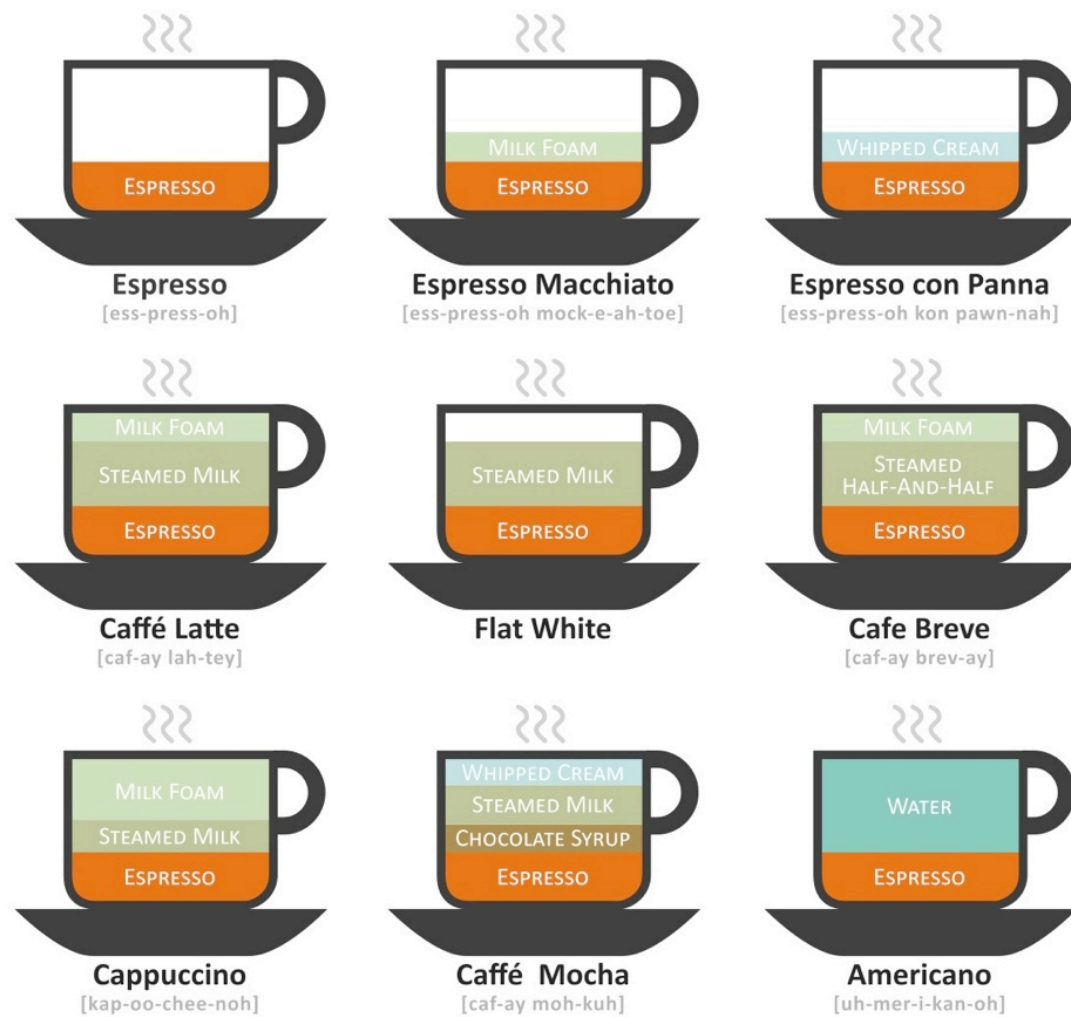 Espresso
Espresso
[ess-press-oh]
Milk Foam
Espresso
Espresso Macchiato
[ess-press-oh mock-e-ah-toe]
Whipped Cream
Espresso
Espresso con Panna
[ess-press-oh kon pawn-nah]
Milk Foam
Steamed Milk
Espresso
Caffé Latte
[caf-ay lah-tey]
Steamed Milk
Espresso
Flat White
Milk Foam
Steamed
Half-And-Half
Espresso
Cafe Breve
[caf-ay brev-ay]
Milk Foam
Steamed Milk
Espresso
Cappuccino
[kap-oo-chee-noh]
Whipped Cream
Steamed Milk
Chocolate Syrup
Espresso
Caffé Mocha
[caf-ay moh-kuh]
Water
Espresso
Americano
[uh-mer-i-kan-oh]